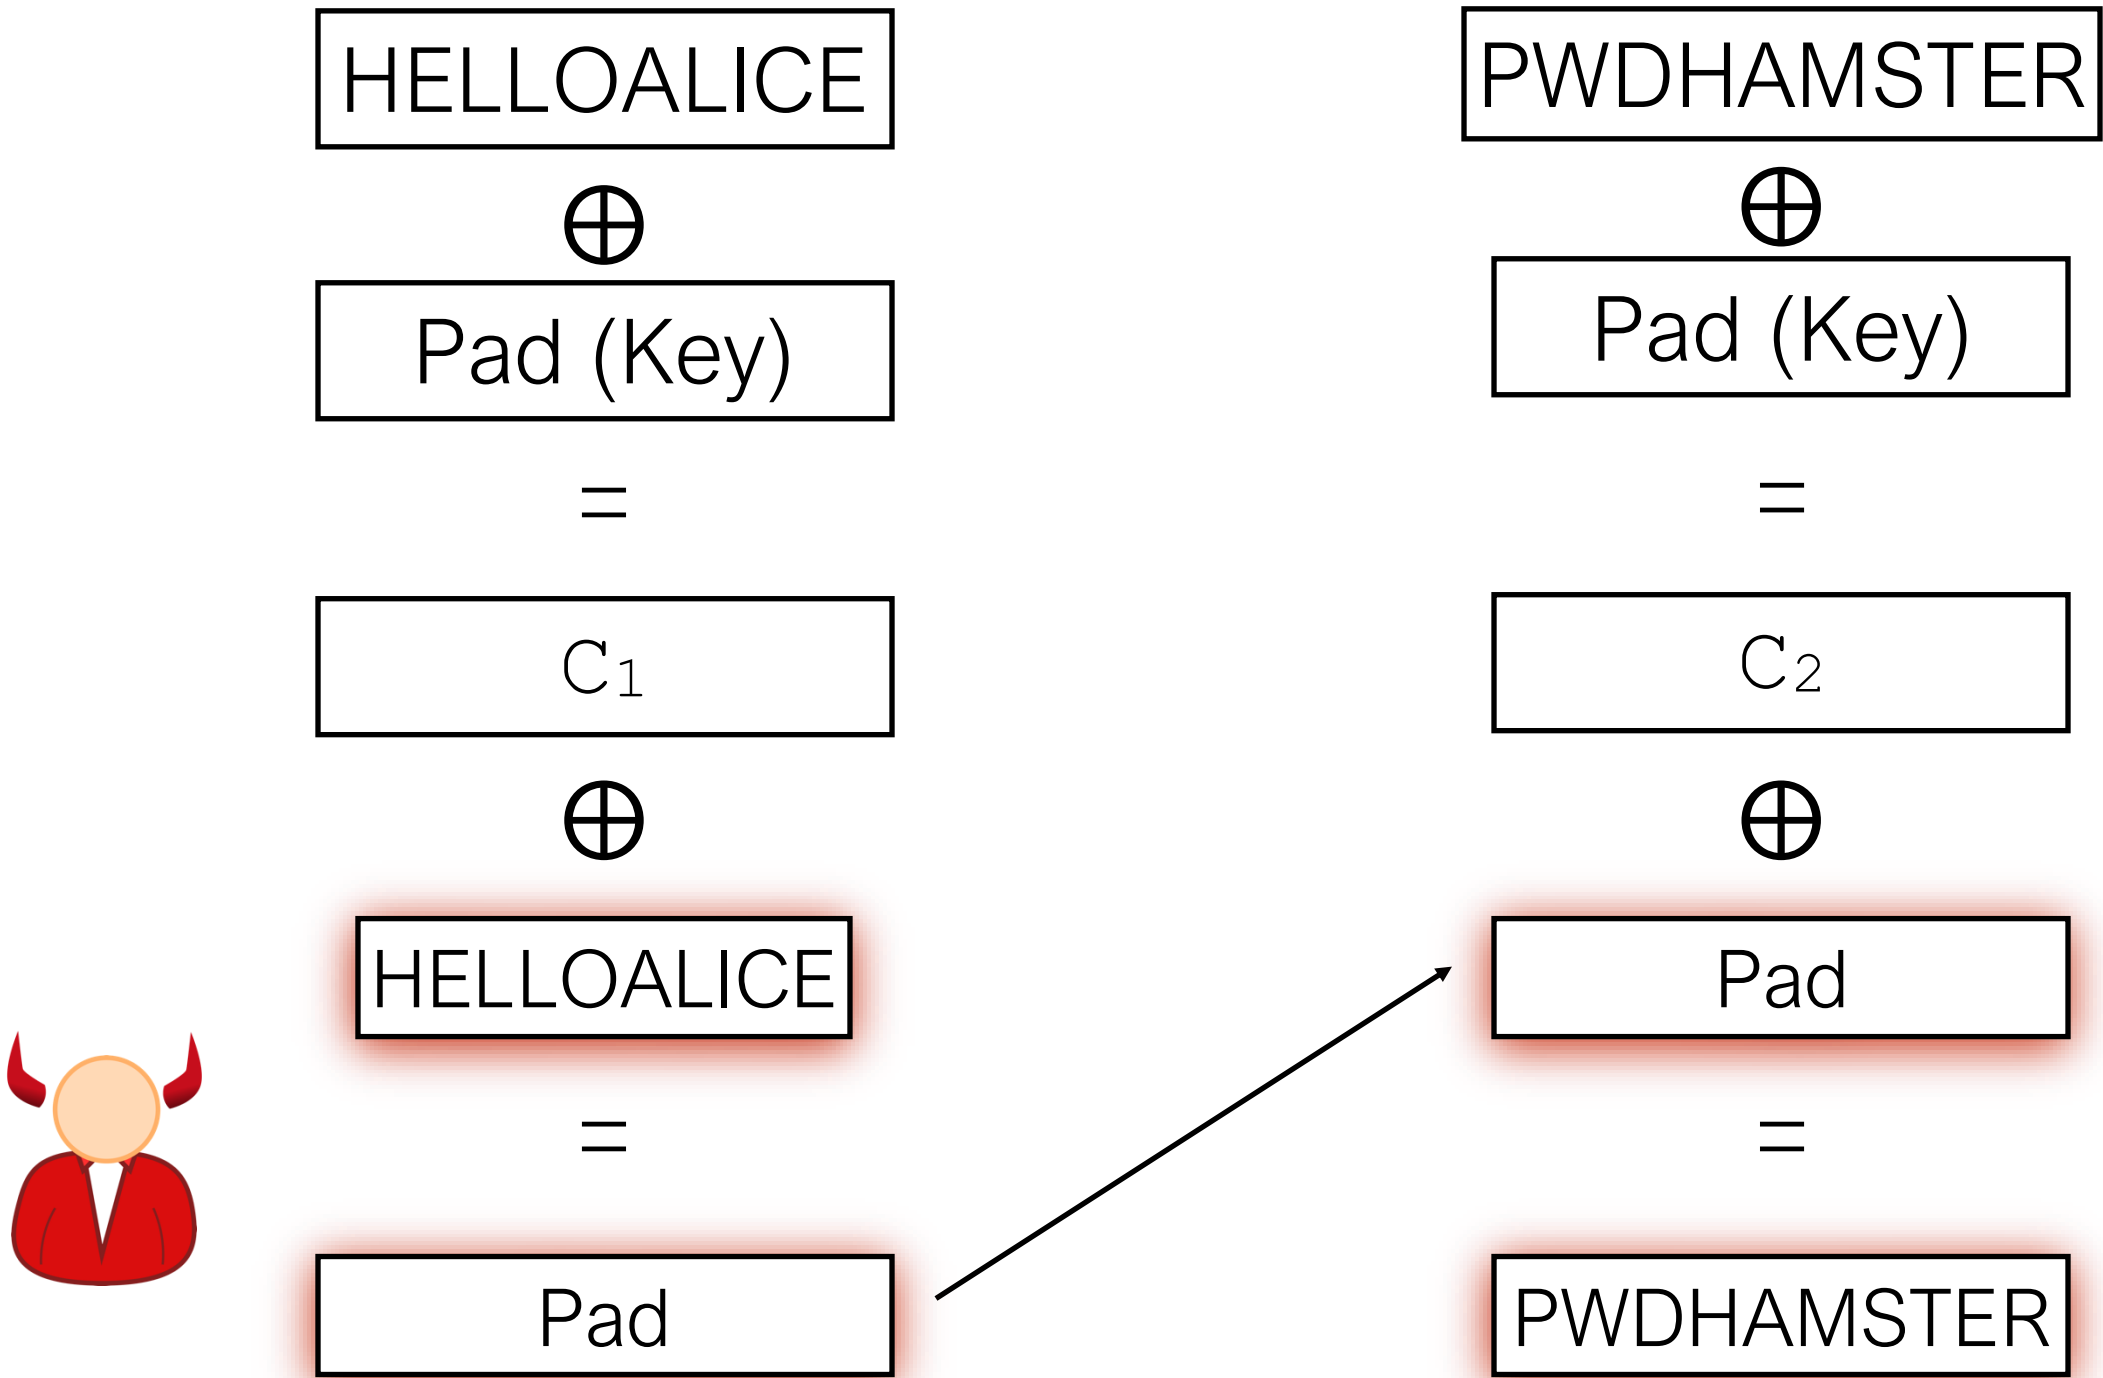 HELLOALICE
⊕
Pad (Key)
=
C₁
⊕
HELLOALICE
=
Pad
PWDHAMSTER
⊕
Pad (Key)
=
C₂
⊕
Pad
=
PWDHAMSTER